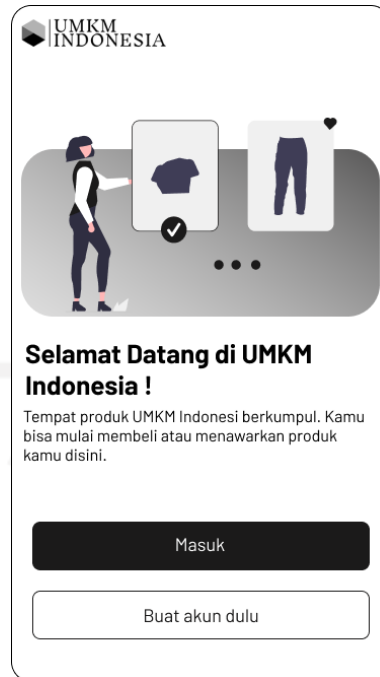 UMKM
INDONESIA
Selamat Datang di UMKM
Indonesia !
Tempat produk UMKM Indonesi berkumpul. Kamu
bisa mulai membeli atau menawarkan produk
kamu disini.
Masuk
Buat akun dulu